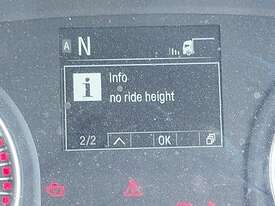 A N
i Info
no ride height
2/2 OK